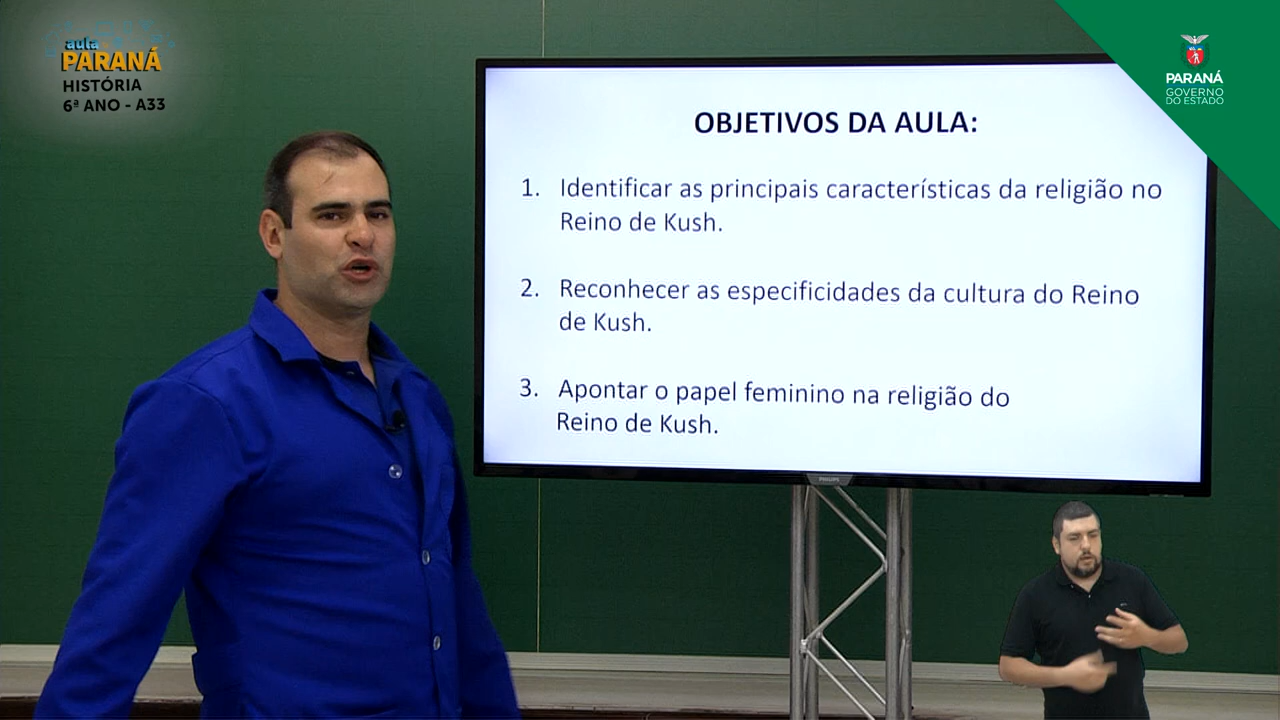 aula
PARANÁ
HISTÓRIA
6º ANO - A33
PARANÁ
GOVERNO
DO ESTADO
OBJETIVOS DA AULA:
1. Identificar as principais características da religião no
Reino de Kush.
2. Reconhecer as especificidades da cultura do Reino
de Kush.
3. Apontar o papel feminino na religião do
Reino de Kush.
PHILIPS